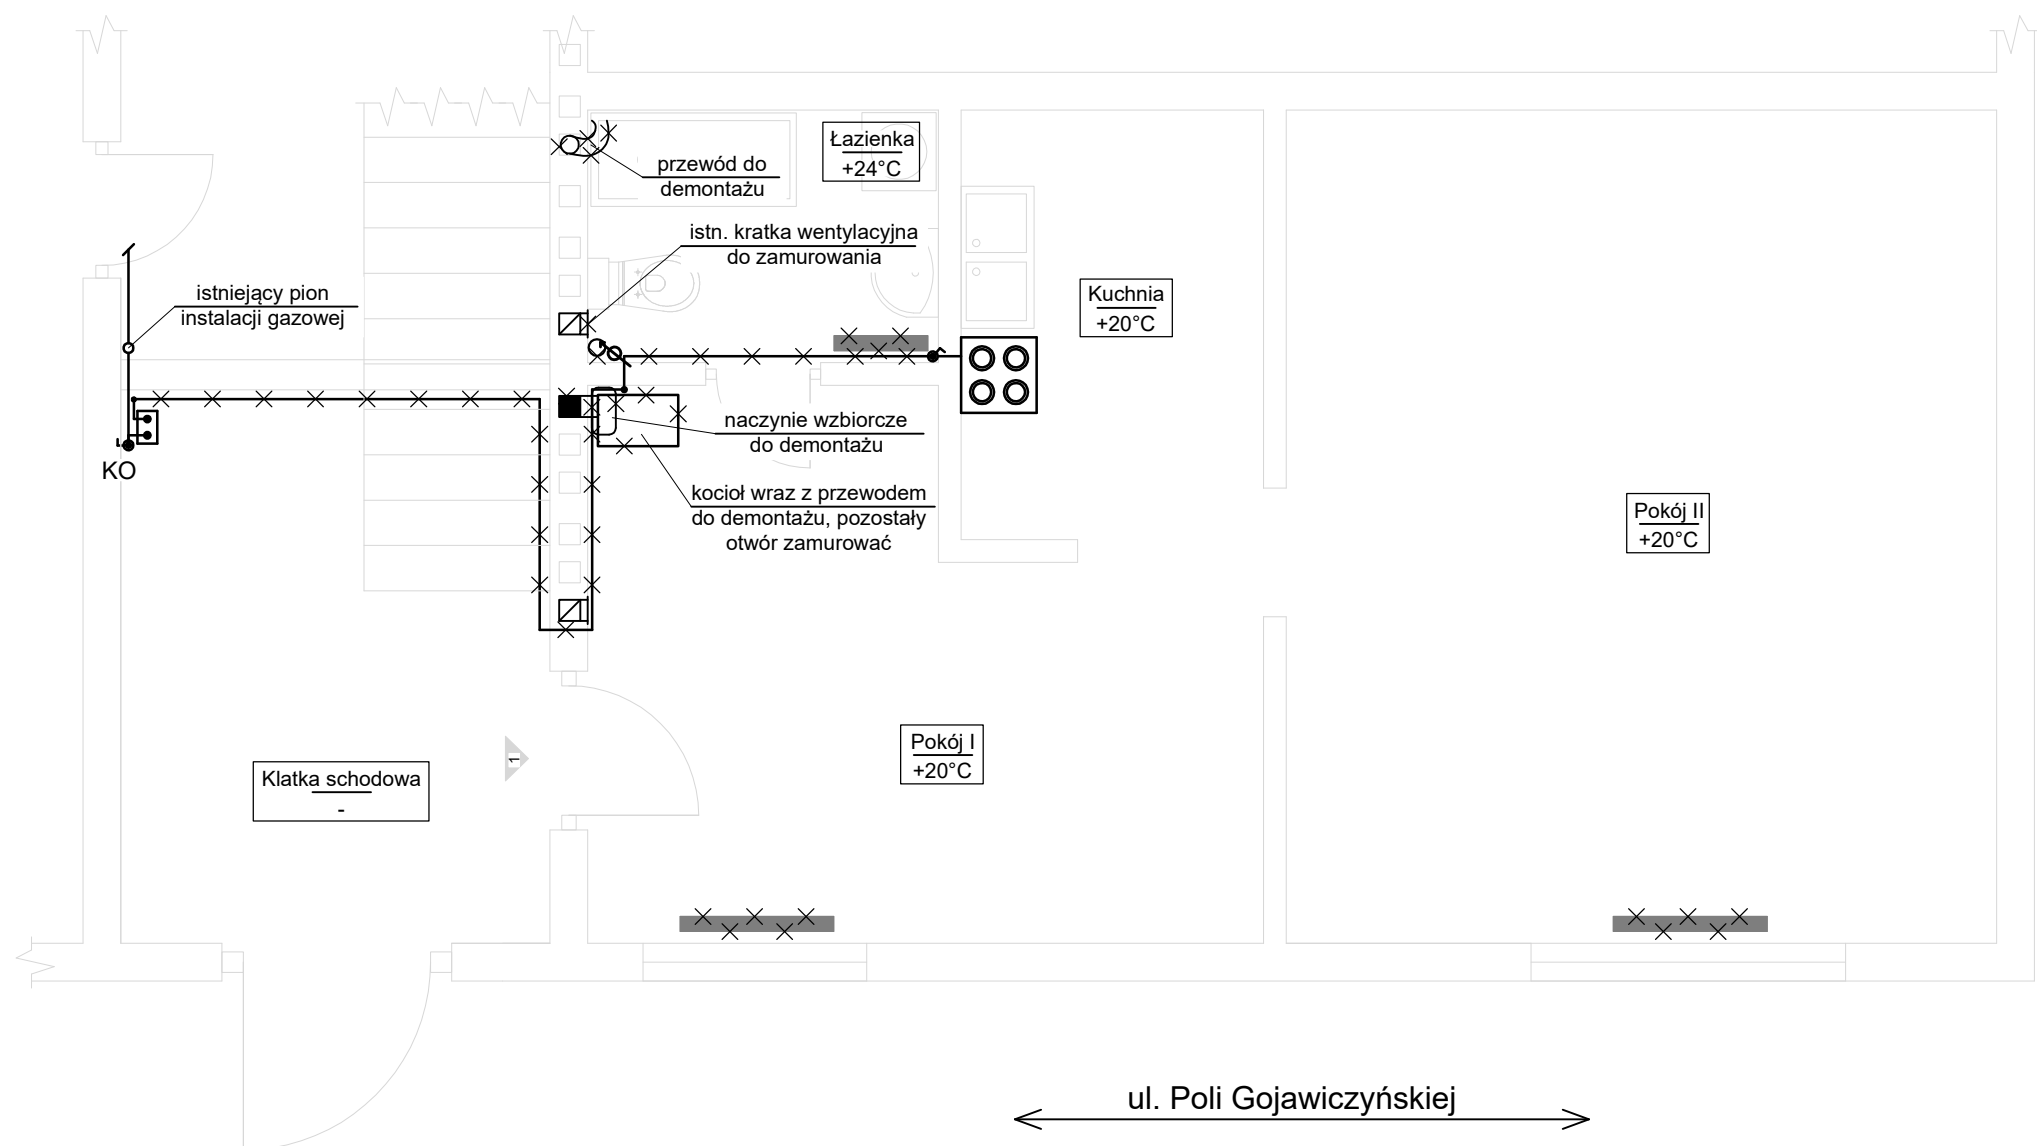 Łazienka
+24°C
przewód do
demontażu
istn. kratka wentylacyjna
do zamurowania
istniejący pion
instalacji gazowej
Kuchnia
+20°C
KO
naczynie wzbiorcze
do demontażu
kocioł wraz z przewodem
do demontażu, pozostały
otwór zamurować
Pokój II
+20°C
Pokój I
+20°C
1
Klatka schodowa
-
ul. Poli Gojawiczyńskiej